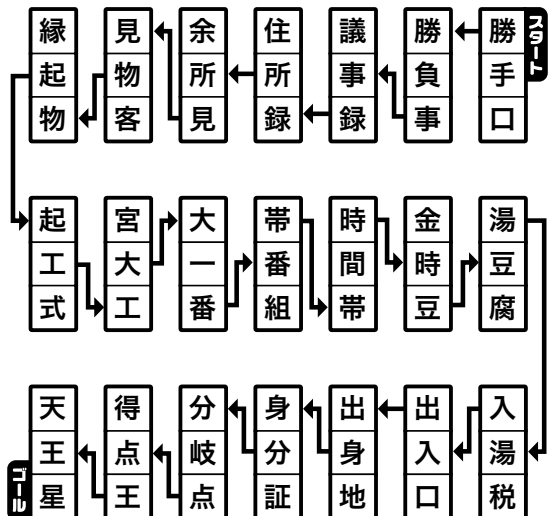 スタート
勝手口
勝負事
議事録
住所録
余所見
見物客
縁起物
起工式
宮大工
大一番
帯番組
時間帯
金時豆
湯豆腐
入湯税
出入口
出身地
身分証
分岐点
得点王
天王星
ゴール